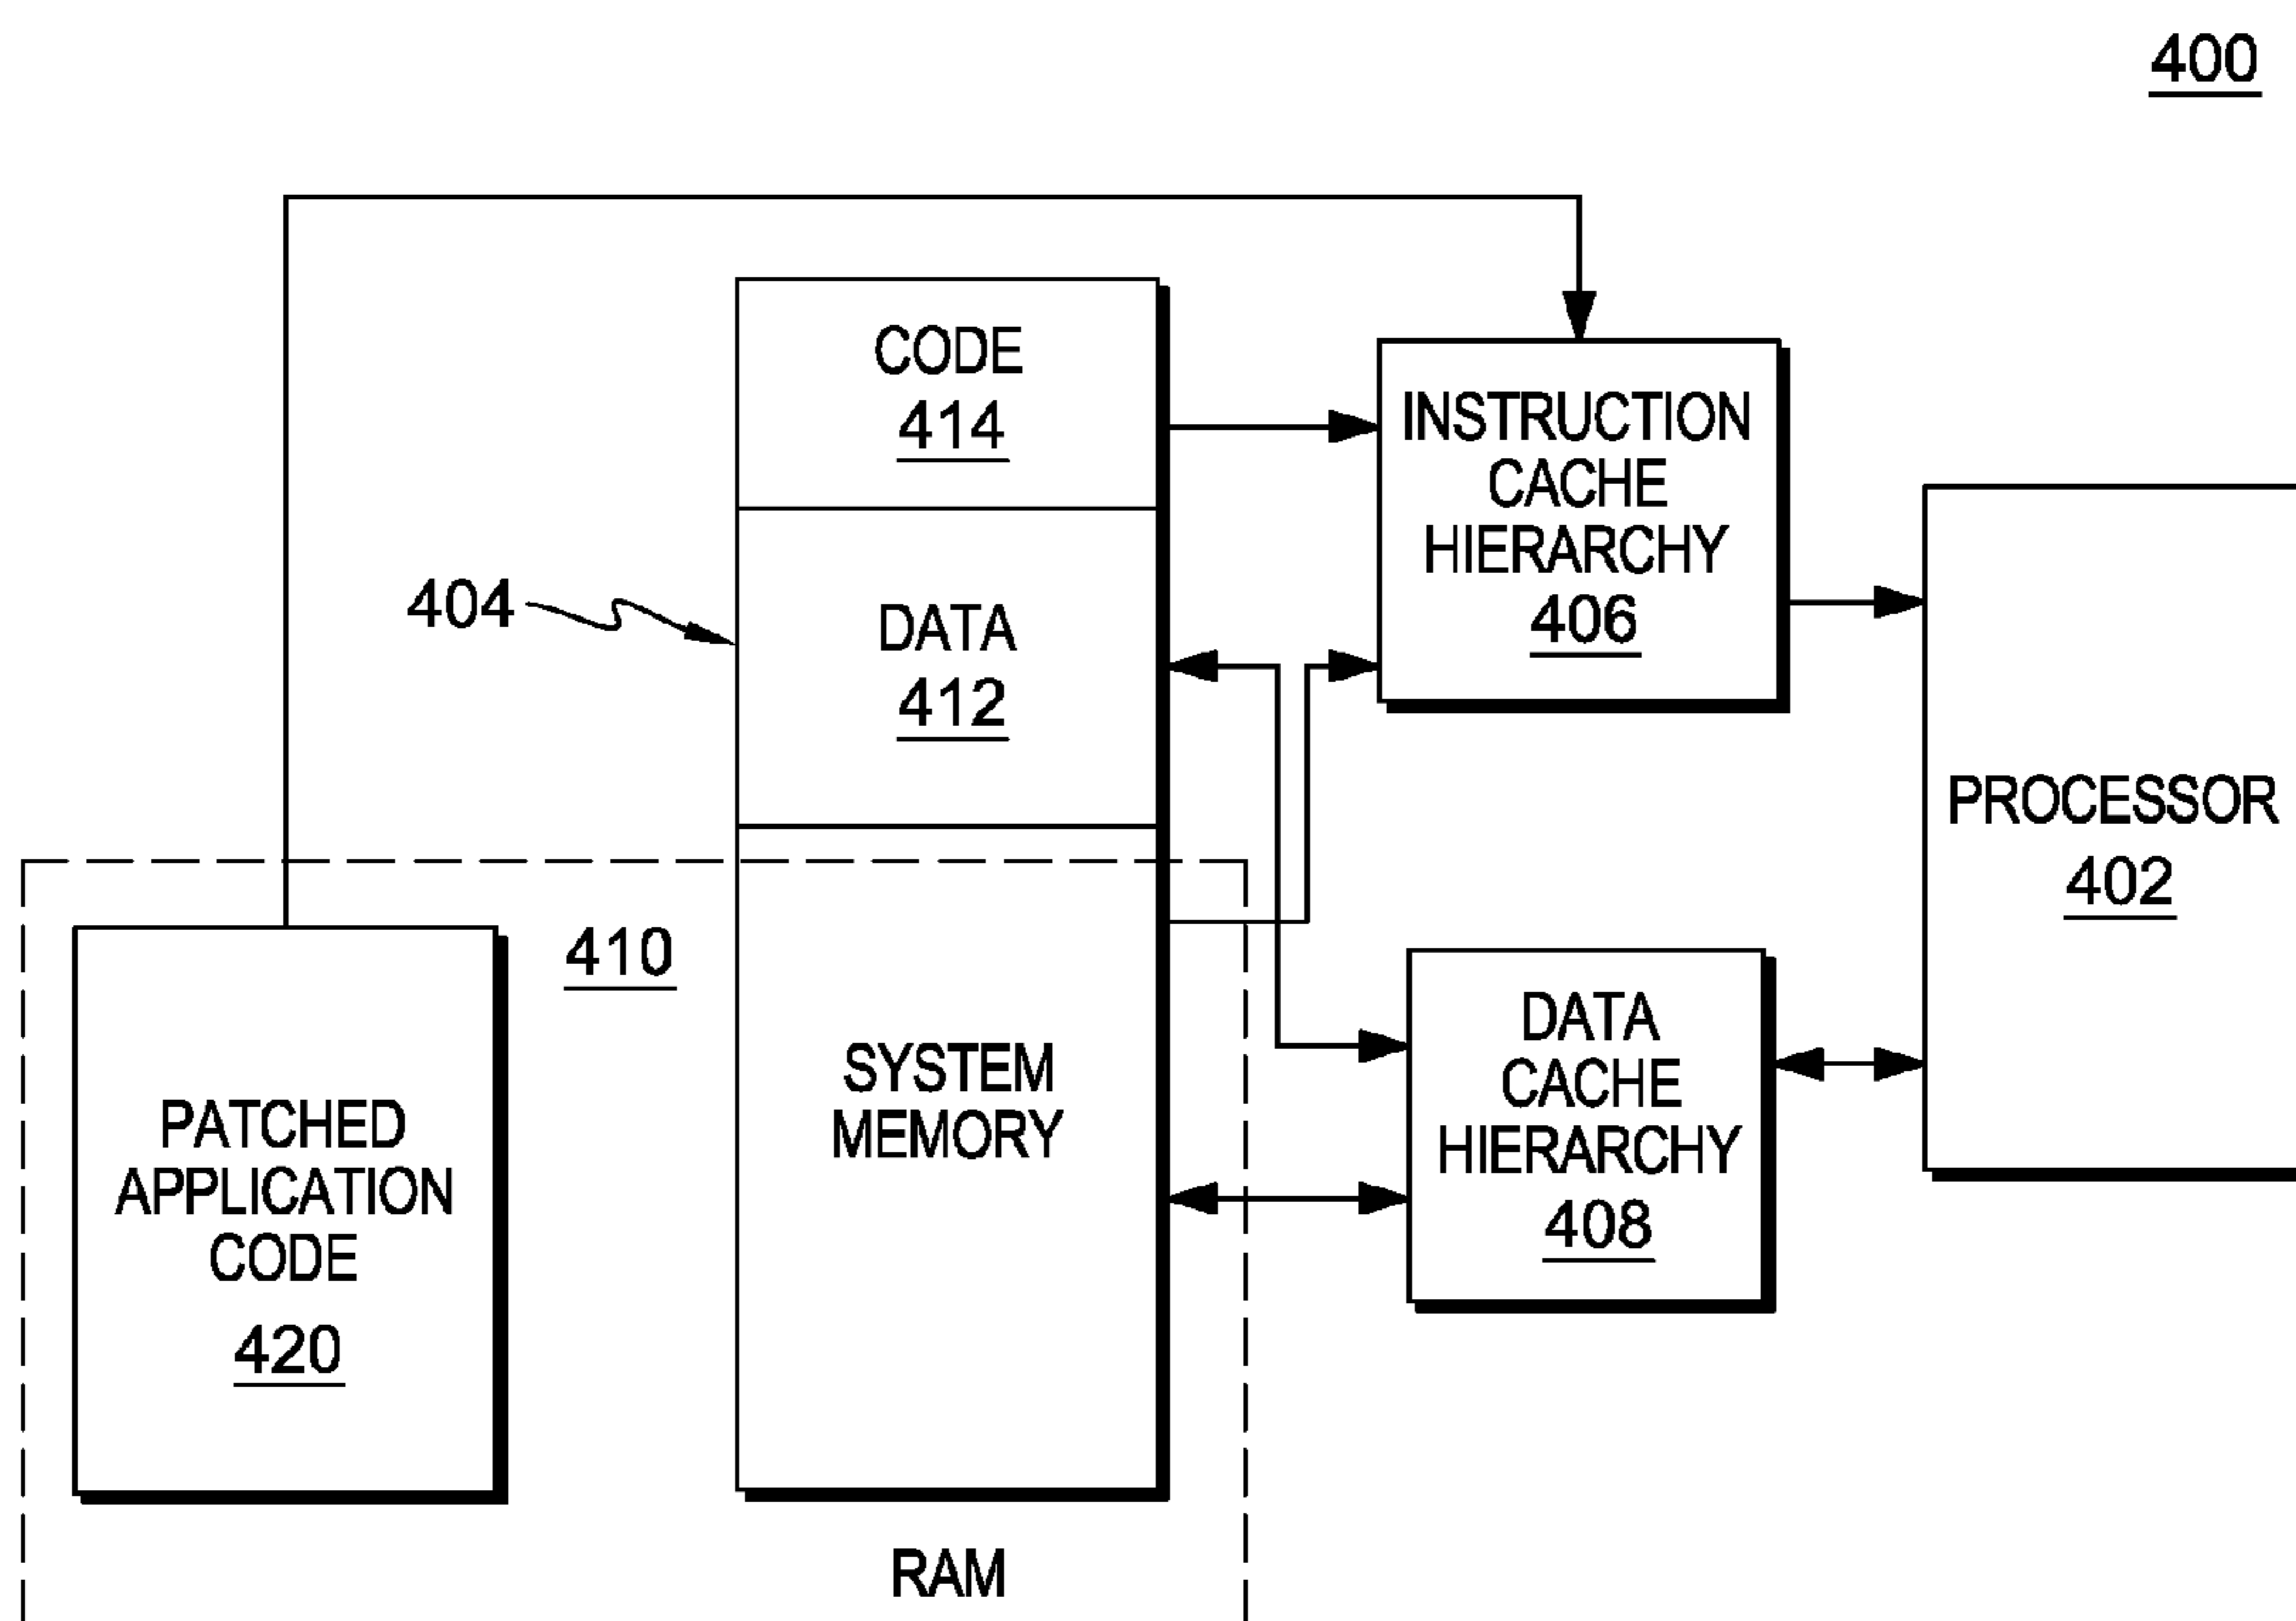 400
CODE
414
INSTRUCTION
CACHE
HIERARCHY
406
404
DATA
412
PROCESSOR
402
410
SYSTEM
MEMORY
DATA
CACHE
HIERARCHY
408
PATCHED
APPLICATION
CODE
420
RAM